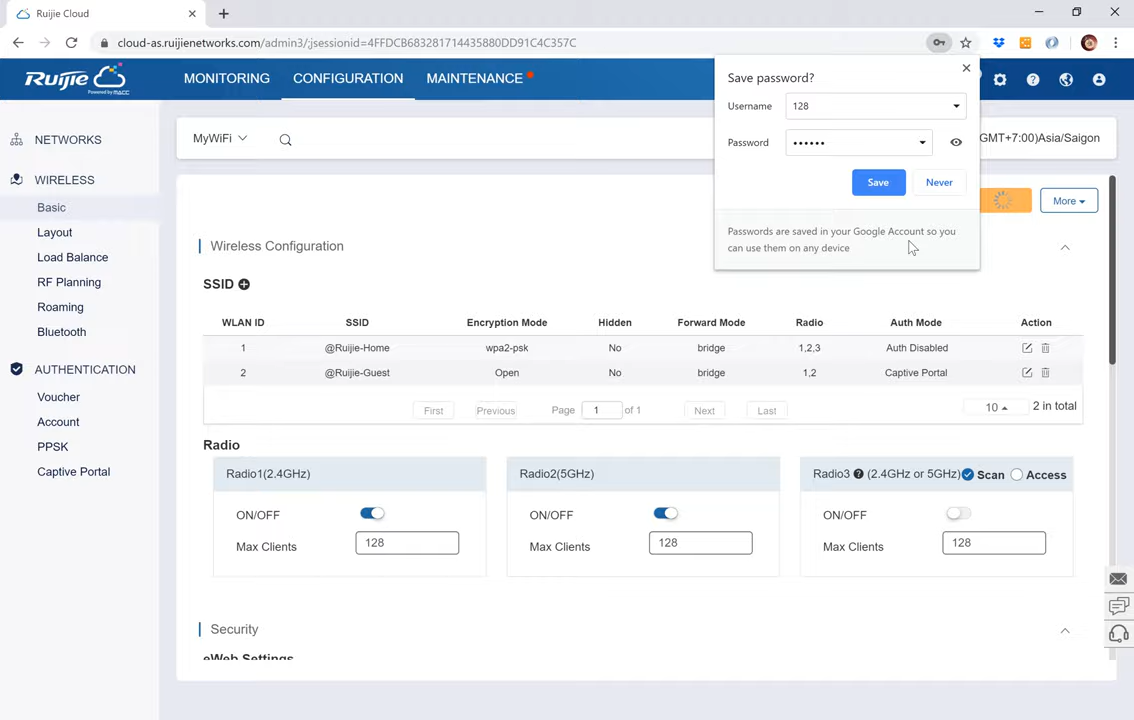 Ruijie Cloud
cloud-as.ruijienetworks.com/admin3/;jsessionid=4FFDCB683281714435880DD91C4C357C
Save password?
Username 128
Password ••••••
Save Never
Passwords are saved in your Google Account so you
can use them on any device
Ruijie
Powered by MACC
MONITORING CONFIGURATION MAINTENANCE
NETWORKS
WIRELESS
Basic
Layout
Load Balance
RF Planning
Roaming
Bluetooth
AUTHENTICATION
Voucher
Account
PPSK
Captive Portal
MyWiFi
GMT+7:00)Asia/Saigon
More
Wireless Configuration
SSID
WLAN ID SSID Encryption Mode Hidden Forward Mode Radio Auth Mode Action
1 @Ruijie-Home wpa2-psk No bridge 1,2,3 Auth Disabled
2 @Ruijie-Guest Open No bridge 1,2 Captive Portal
First Previous Page 1 of 1 Next Last 10 2 in total
Radio
Radio1(2.4GHz)
ON/OFF
Max Clients 128
Radio2(5GHz)
ON/OFF
Max Clients 128
Radio3 (2.4GHz or 5GHz) Scan Access
ON/OFF
Max Clients 128
Security
eWeb Settings